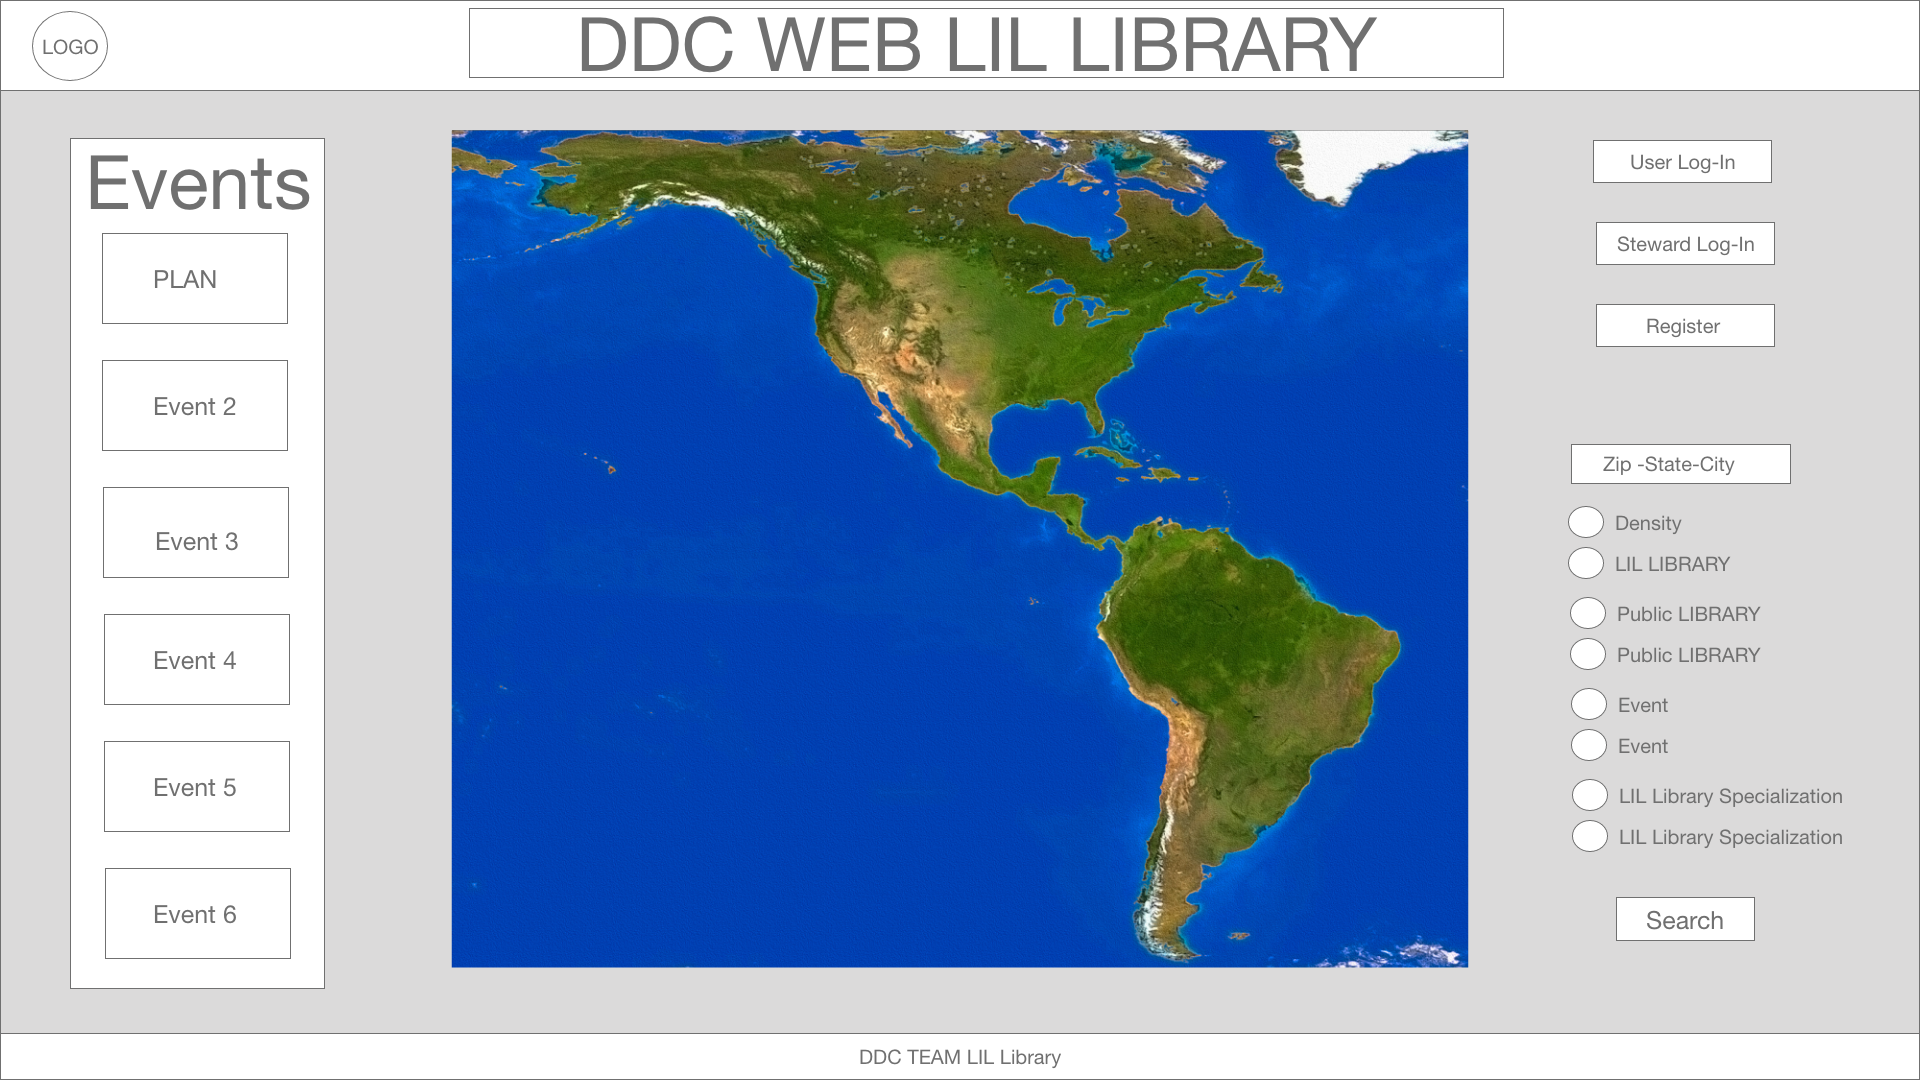 LOGO
DDC WEB LIL LIBRARY
Events
PLAN
Event 2
Event 3
Event 4
Event 5
Event 6
User Log-In
Steward Log-In
Register
Zip -State-City
Density
LIL LIBRARY
Public LIBRARY
Public LIBRARY
Event
Event
LIL Library Specialization
LIL Library Specialization
Search
DDC TEAM LIL Library